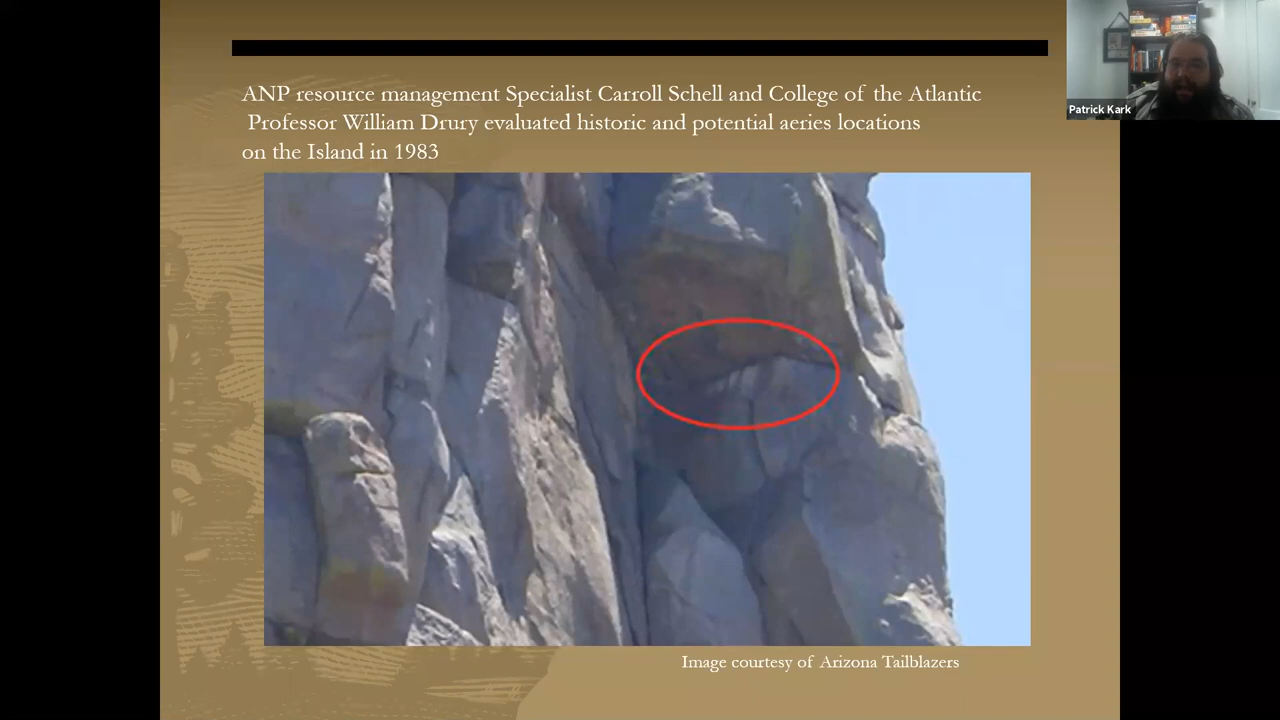 ANP resource management Specialist Carroll Schell and College of the Atlantic
Professor William Drury evaluated historic and potential aeries locations
on the Island in 1983
Patrick Kark
Image courtesy of Arizona Tailblazers